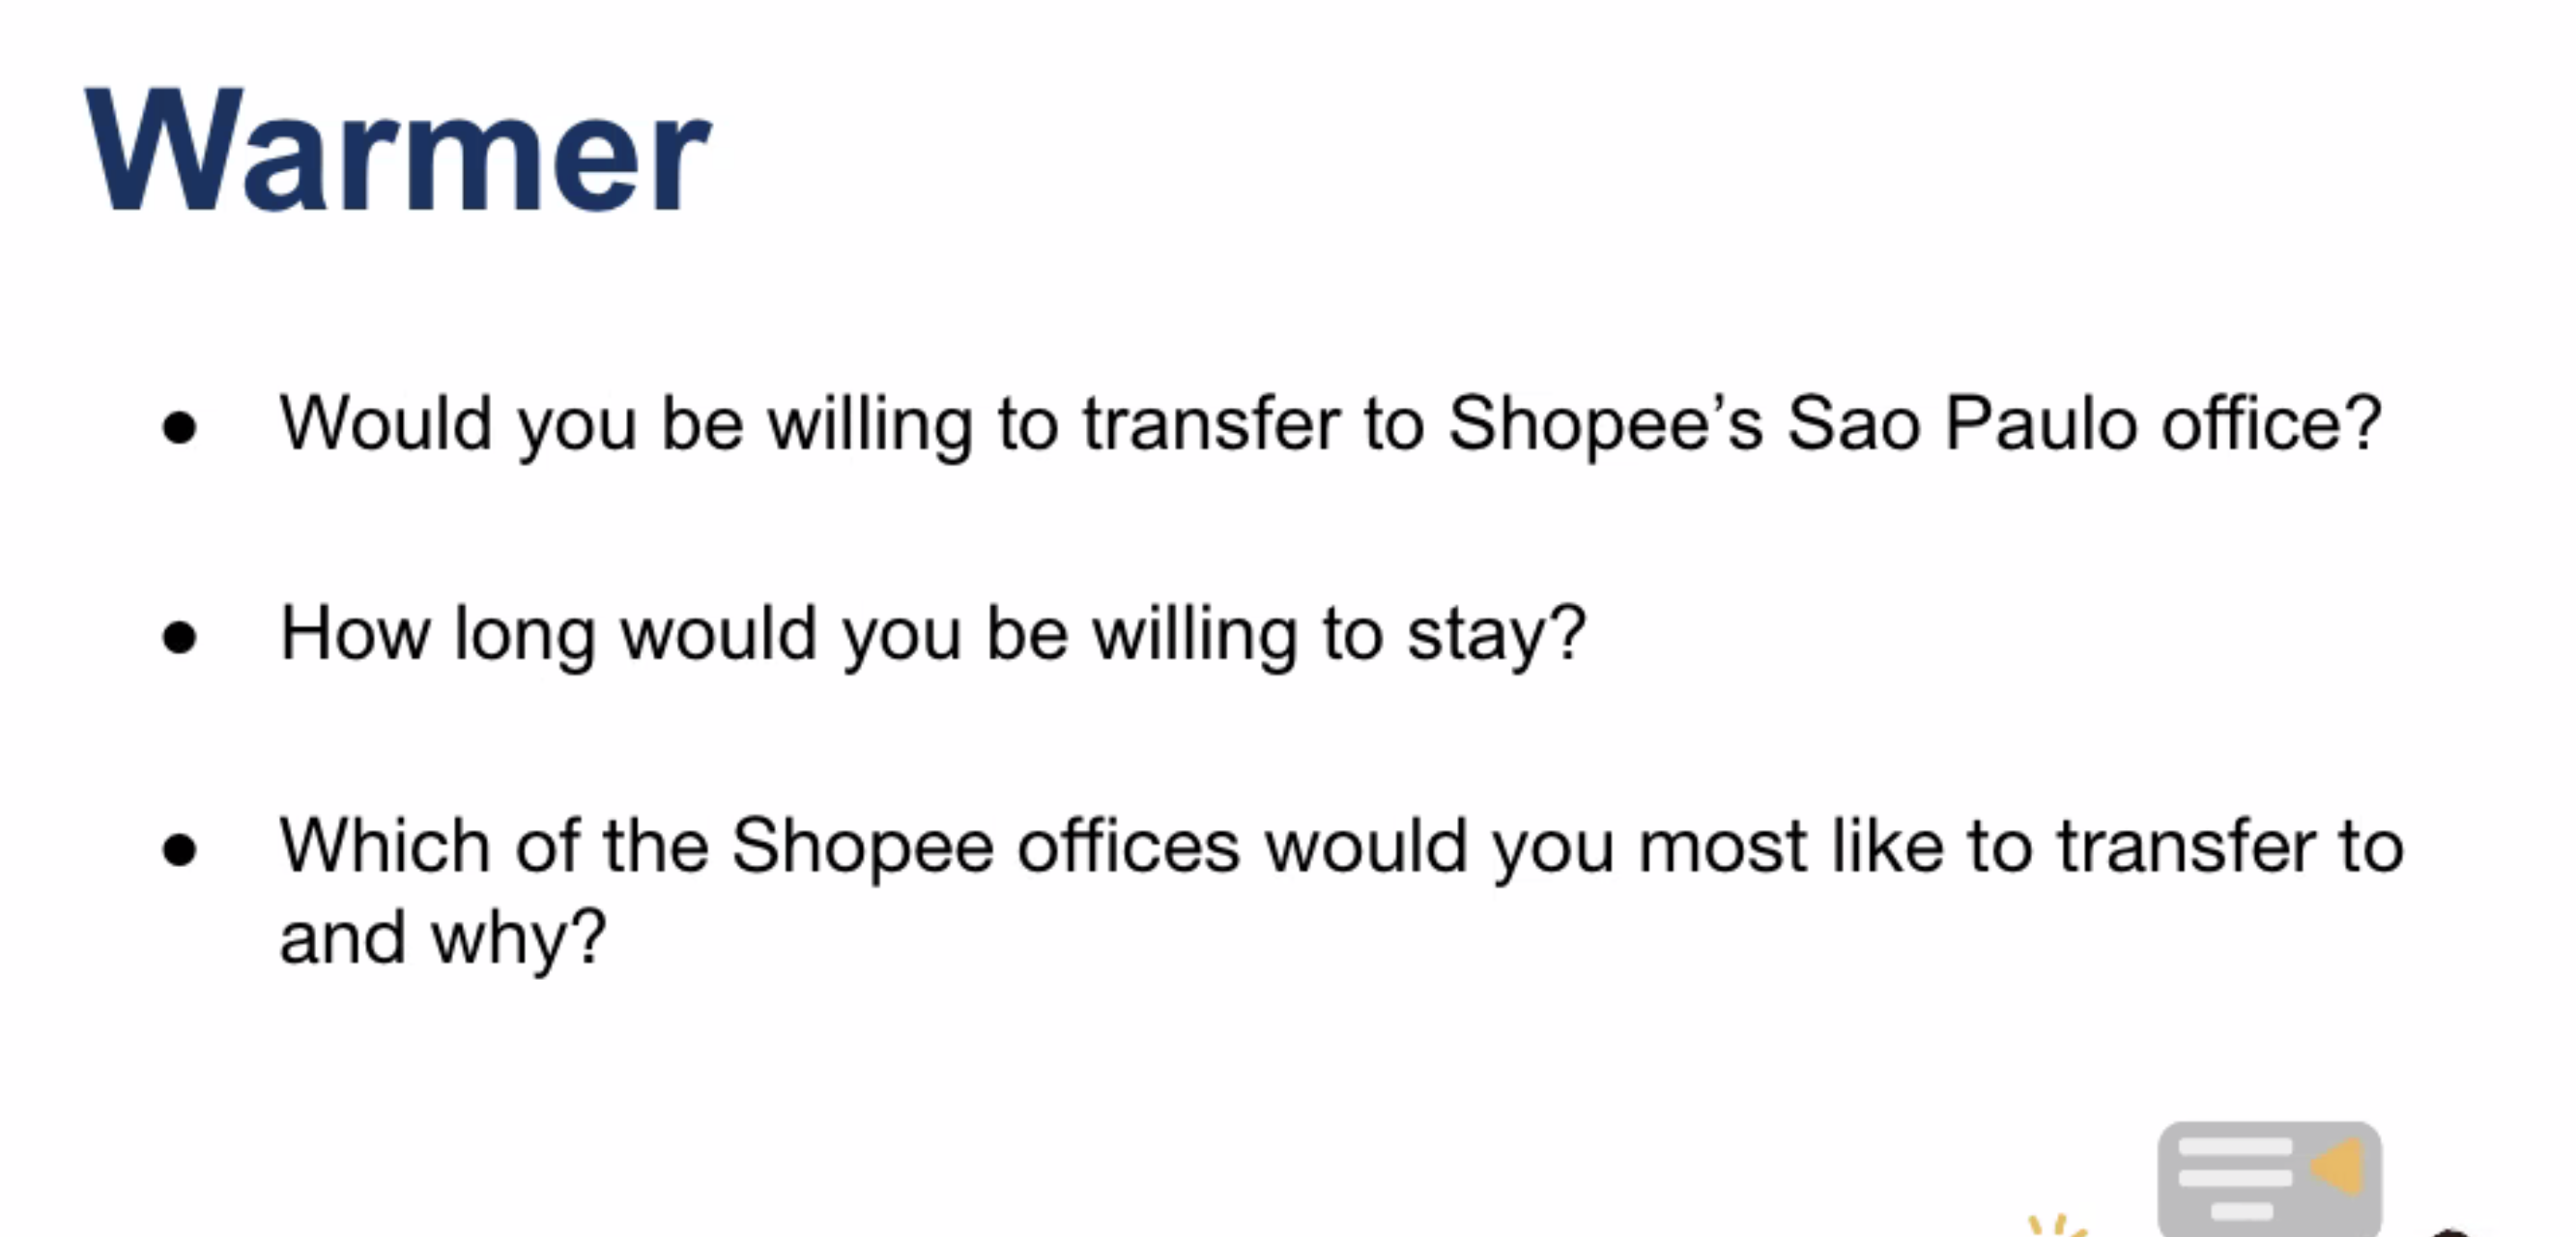 Warmer
● Would you be willing to transfer to Shopee’s Sao Paulo office?
● How long would you be willing to stay?
● Which of the Shopee offices would you most like to transfer to
and why?